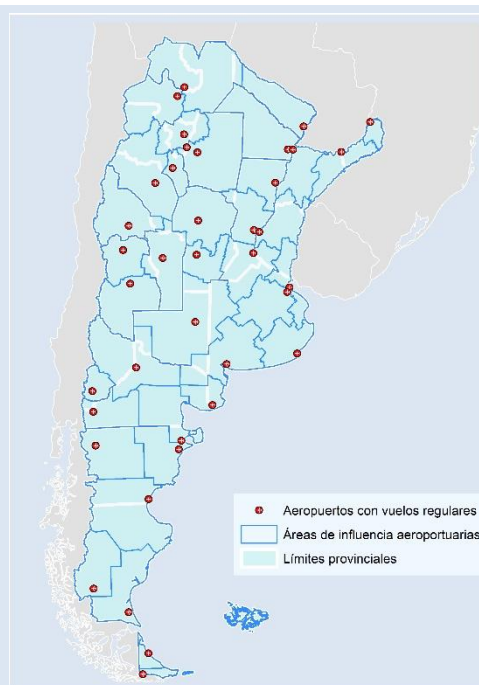 Aeropuertos con vuelos regulares
Áreas de influencia aeroportuarias
Límites provinciales